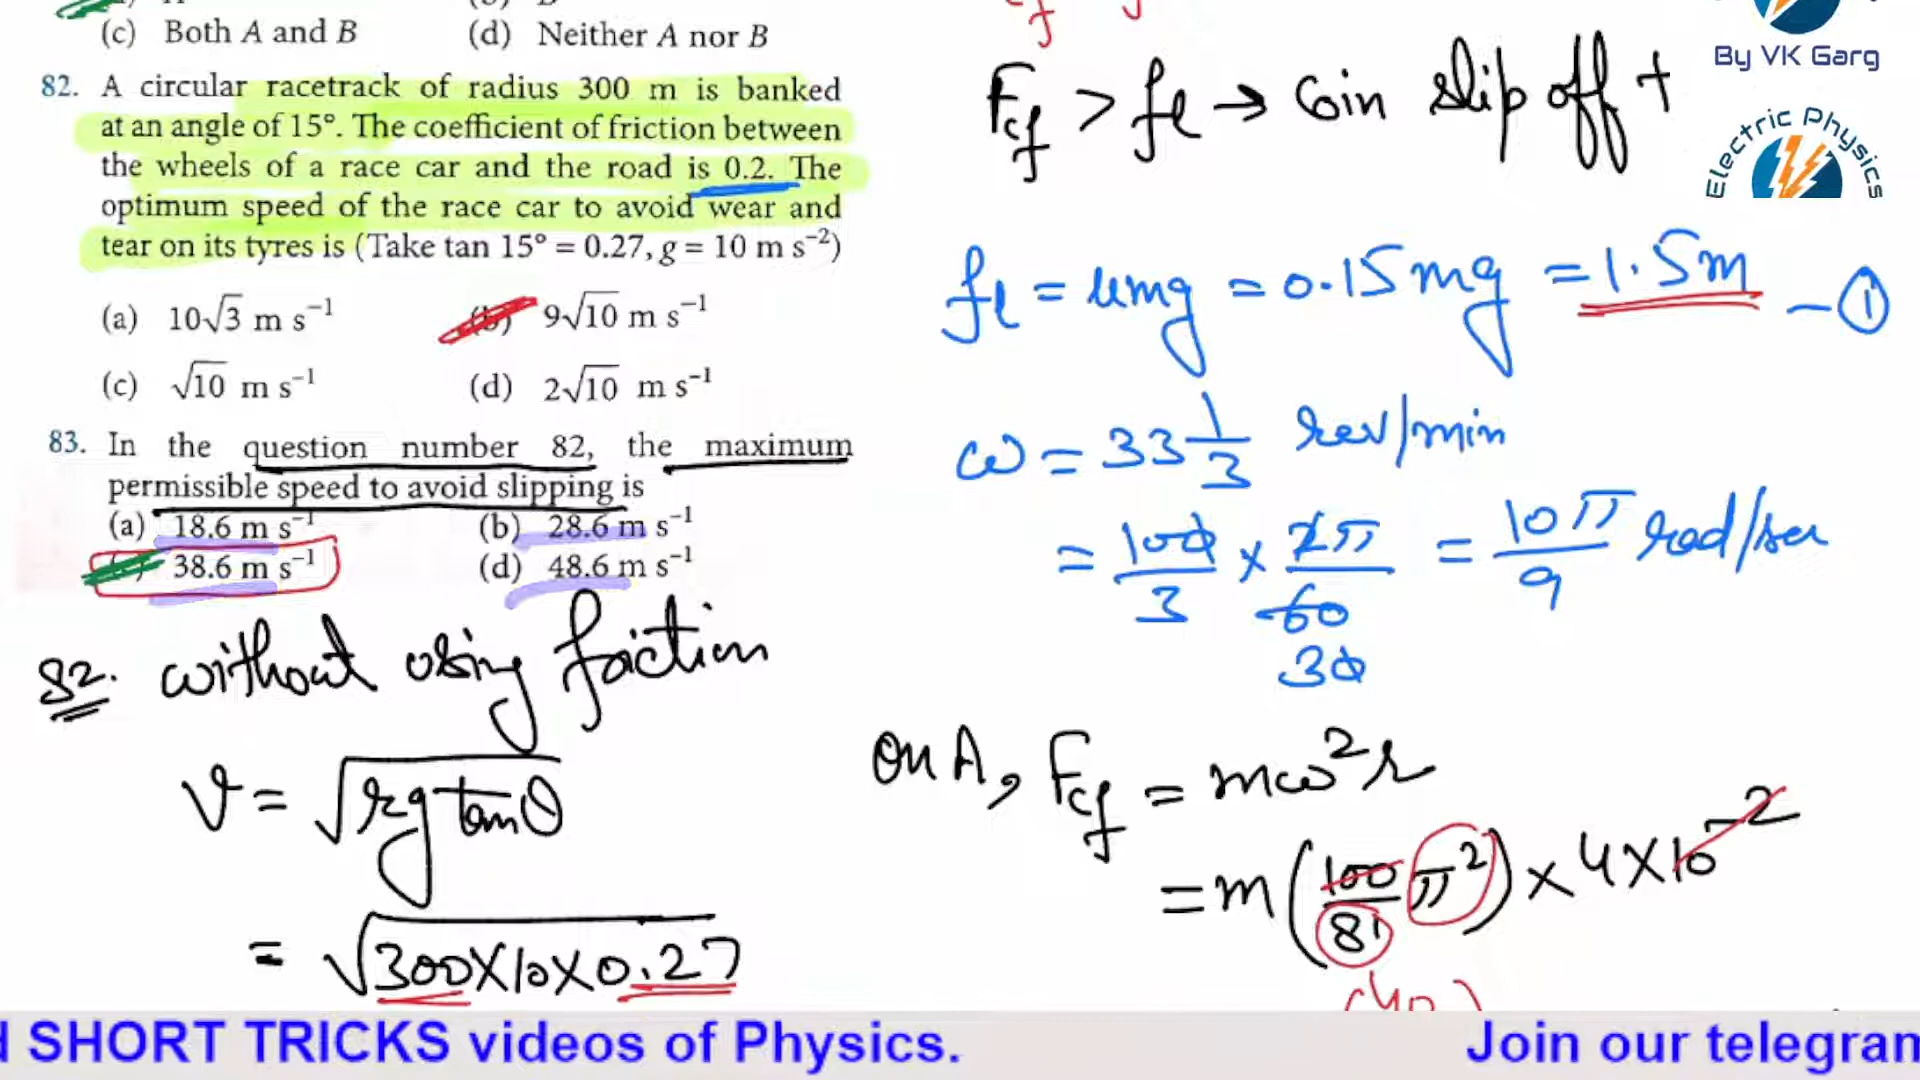 (c) Both A and B (d) Neither A nor B
82. A circular racetrack of radius 300 m is banked
at an angle of 15°. The coefficient of friction between
the wheels of a race car and the road is 0.2. The
optimum speed of the race car to avoid wear and
tear on its tyres is (Take tan 15° = 0.27, g = 10 m s⁻²)
(a) 10√3 m s⁻¹ (b) 9√10 m s⁻¹
(c) √10 m s⁻¹ (d) 2√10 m s⁻¹
83. In the question number 82, the maximum
permissible speed to avoid slipping is
(a) 18.6 m s⁻¹ (b) 28.6 m s⁻¹
38.6 m s⁻¹ (d) 48.6 m s⁻¹
82. without using friction
v = √rg tanθ
= √300×10×0.27
By VK Garg
Electric Physics
F_cf > fl → Coin slip off
fl = μmg = 0.15mg = 1.5m - ①
ω = 33 1/3 rev/min
= 100/3 × 2π/60 = 10π/9 rad/sec
30
on A, F_cf = mω²r
= m(100/81 π²) × 4×10⁻²
SHORT TRICKS videos of Physics.
Join our telegram